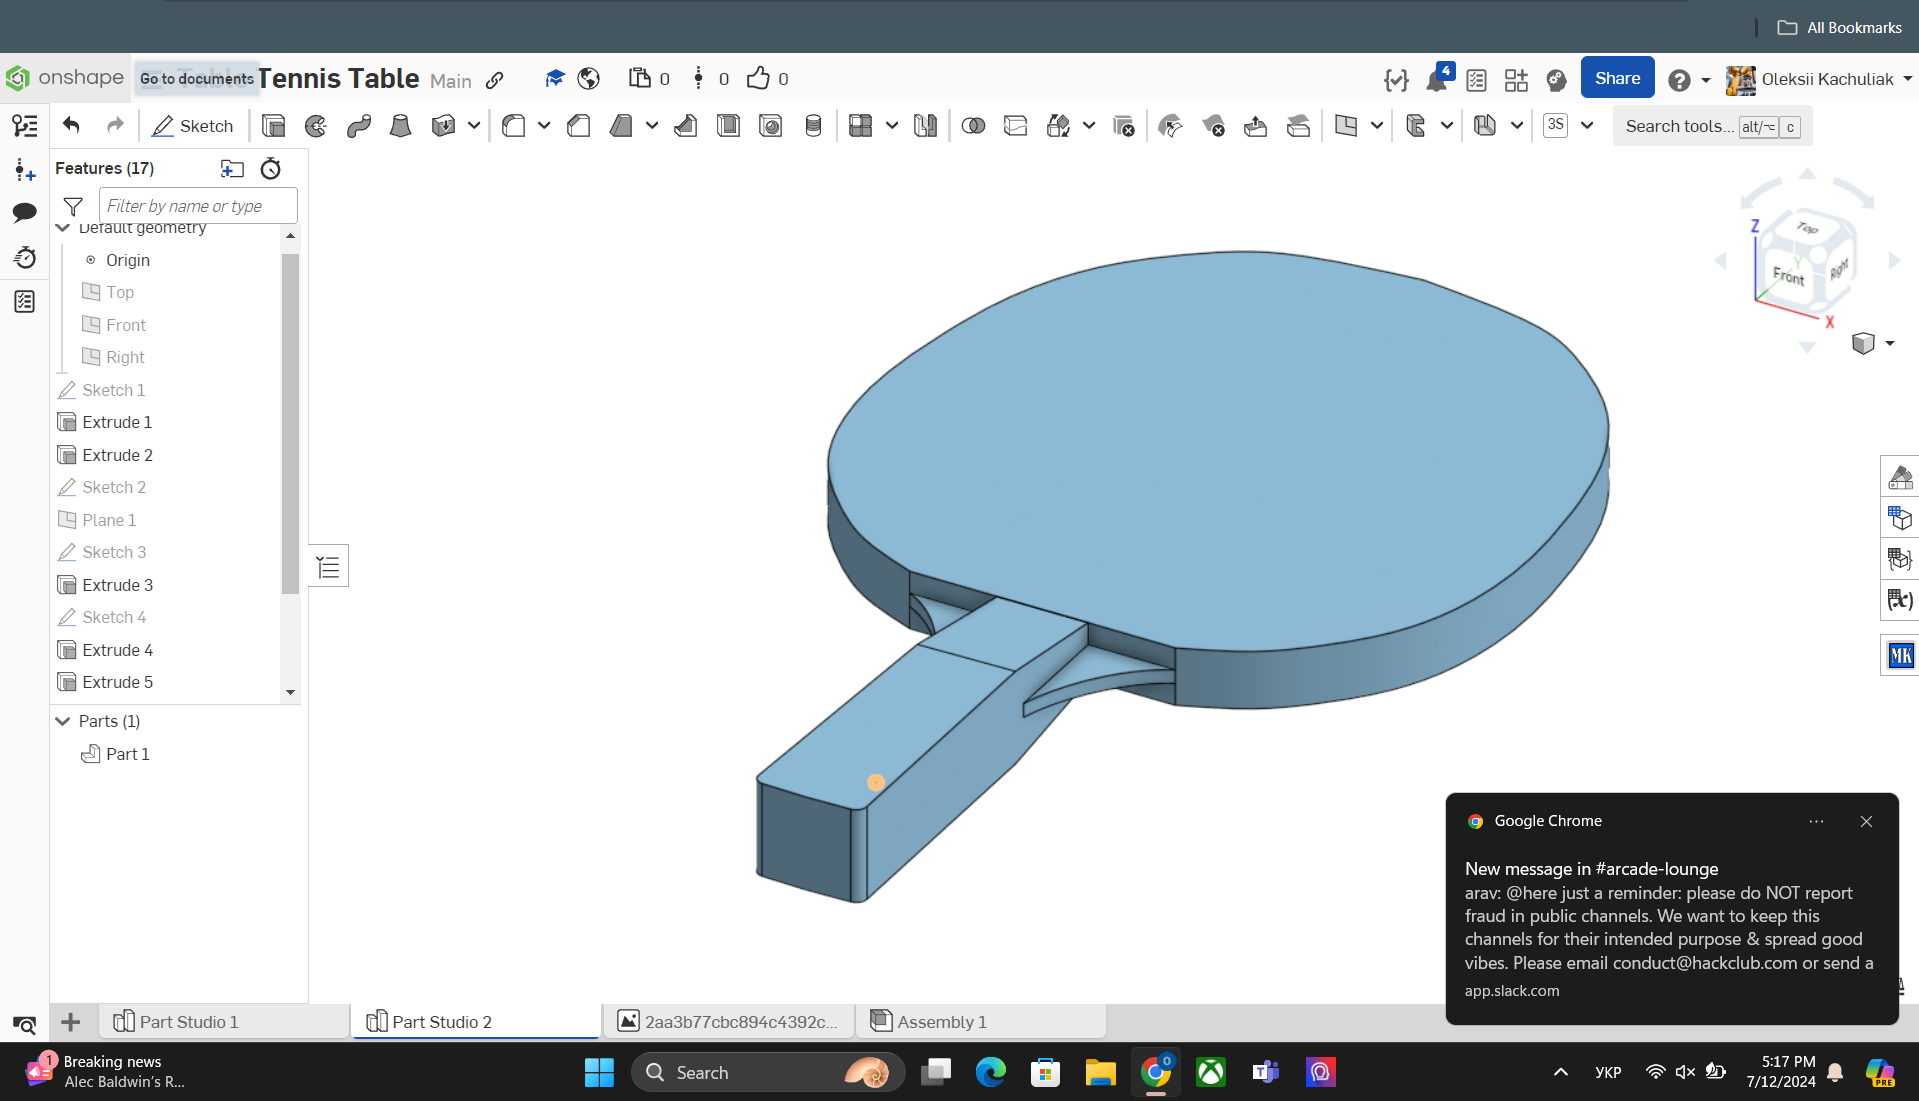 All Bookmarks
onshape
Go to documents
Tennis Table
Main
0
0
0
4
Share
Oleksii Kachuliak
Sketch
3S
Search tools...
alt/⌥
c
Features (17)
Filter by name or type
Default geometry
Origin
Top
Front
Right
Sketch 1
Extrude 1
Extrude 2
Sketch 2
Plane 1
Sketch 3
Extrude 3
Sketch 4
Extrude 4
Extrude 5
Parts (1)
Part 1
Z
Top
Y
Front
Right
X
(x)
MK
Google Chrome
New message in #arcade-lounge
arav: @here just a reminder: please do NOT report
fraud in public channels. We want to keep this
channels for their intended purpose & spread good
vibes. Please email conduct@hackclub.com or send a
app.slack.com
Part Studio 1
Part Studio 2
2aa3b77cbc894c4392c...
Assembly 1
1
Breaking news
Alec Baldwin's R...
Search
0
УКР
5:17 PM
7/12/2024
PRE